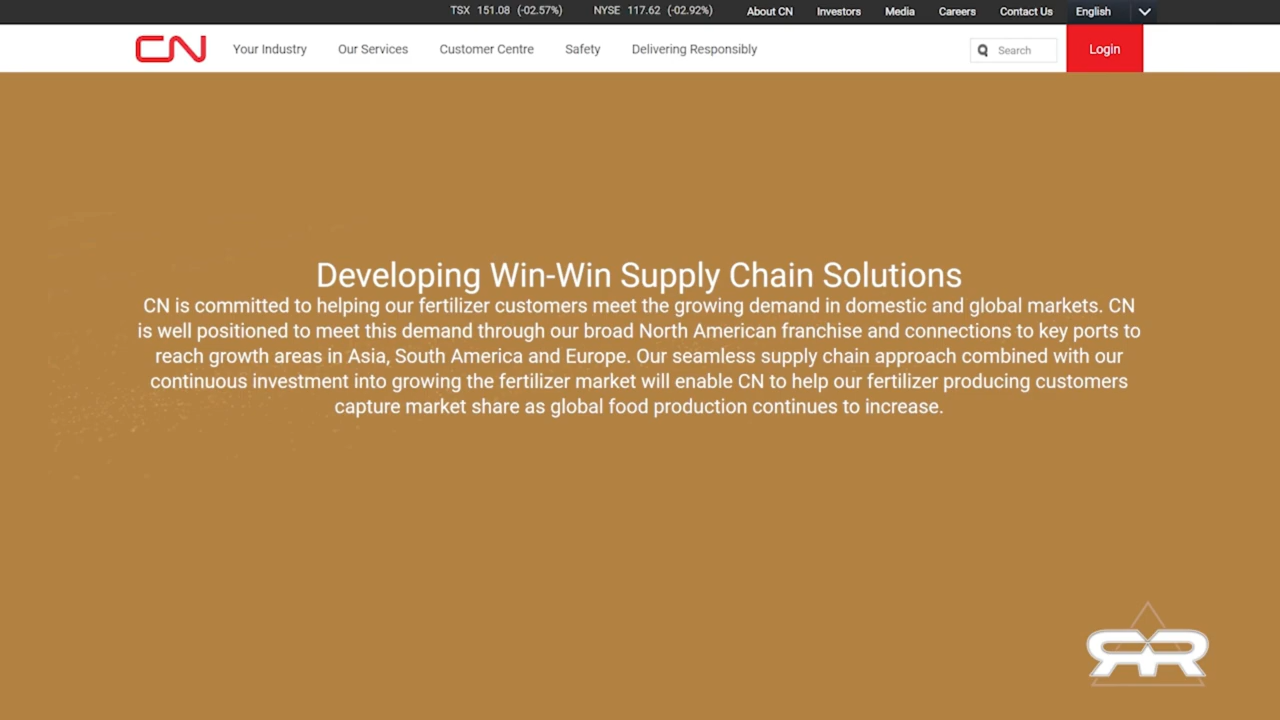 TSX 151.08 (-02.57%) NYSE 117.62 (-02.92%) About CN Investors Media Careers Contact Us English
CN Your Industry Our Services Customer Centre Safety Delivering Responsibly Search Login
Developing Win-Win Supply Chain Solutions
CN is committed to helping our fertilizer customers meet the growing demand in domestic and global markets. CN
is well positioned to meet this demand through our broad North American franchise and connections to key ports to
reach growth areas in Asia, South America and Europe. Our seamless supply chain approach combined with our
continuous investment into growing the fertilizer market will enable CN to help our fertilizer producing customers
capture market share as global food production continues to increase.
RR